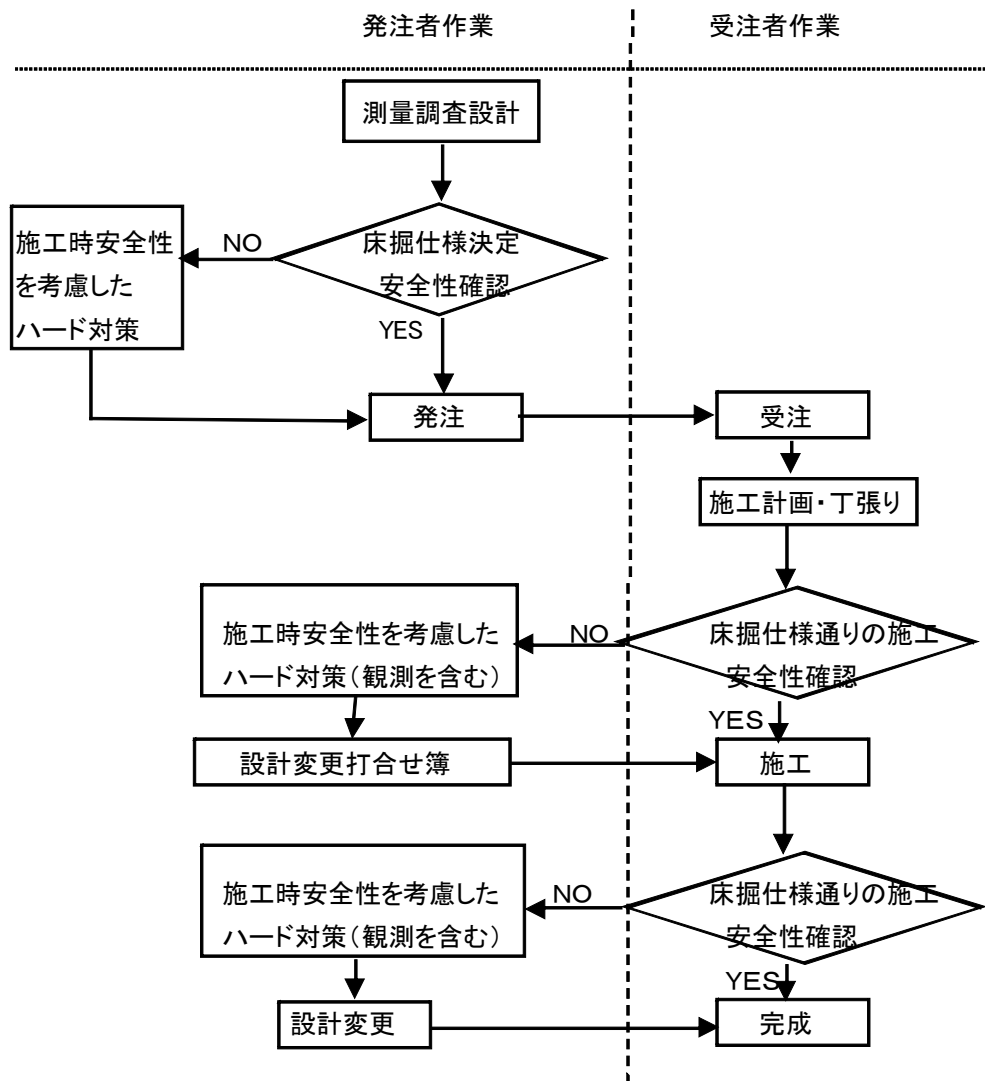 発注者作業
受注者作業
測量調査設計
床掘仕様決定
安全性確認
NO
施工時安全性
を考慮した
ハード対策
YES
発注
受注
施工計画・丁張り
床掘仕様通りの施工
安全性確認
NO
施工時安全性を考慮した
ハード対策(観測を含む)
YES
設計変更打合せ簿
施工
床掘仕様通りの施工
安全性確認
NO
施工時安全性を考慮した
ハード対策(観測を含む)
YES
設計変更
完成